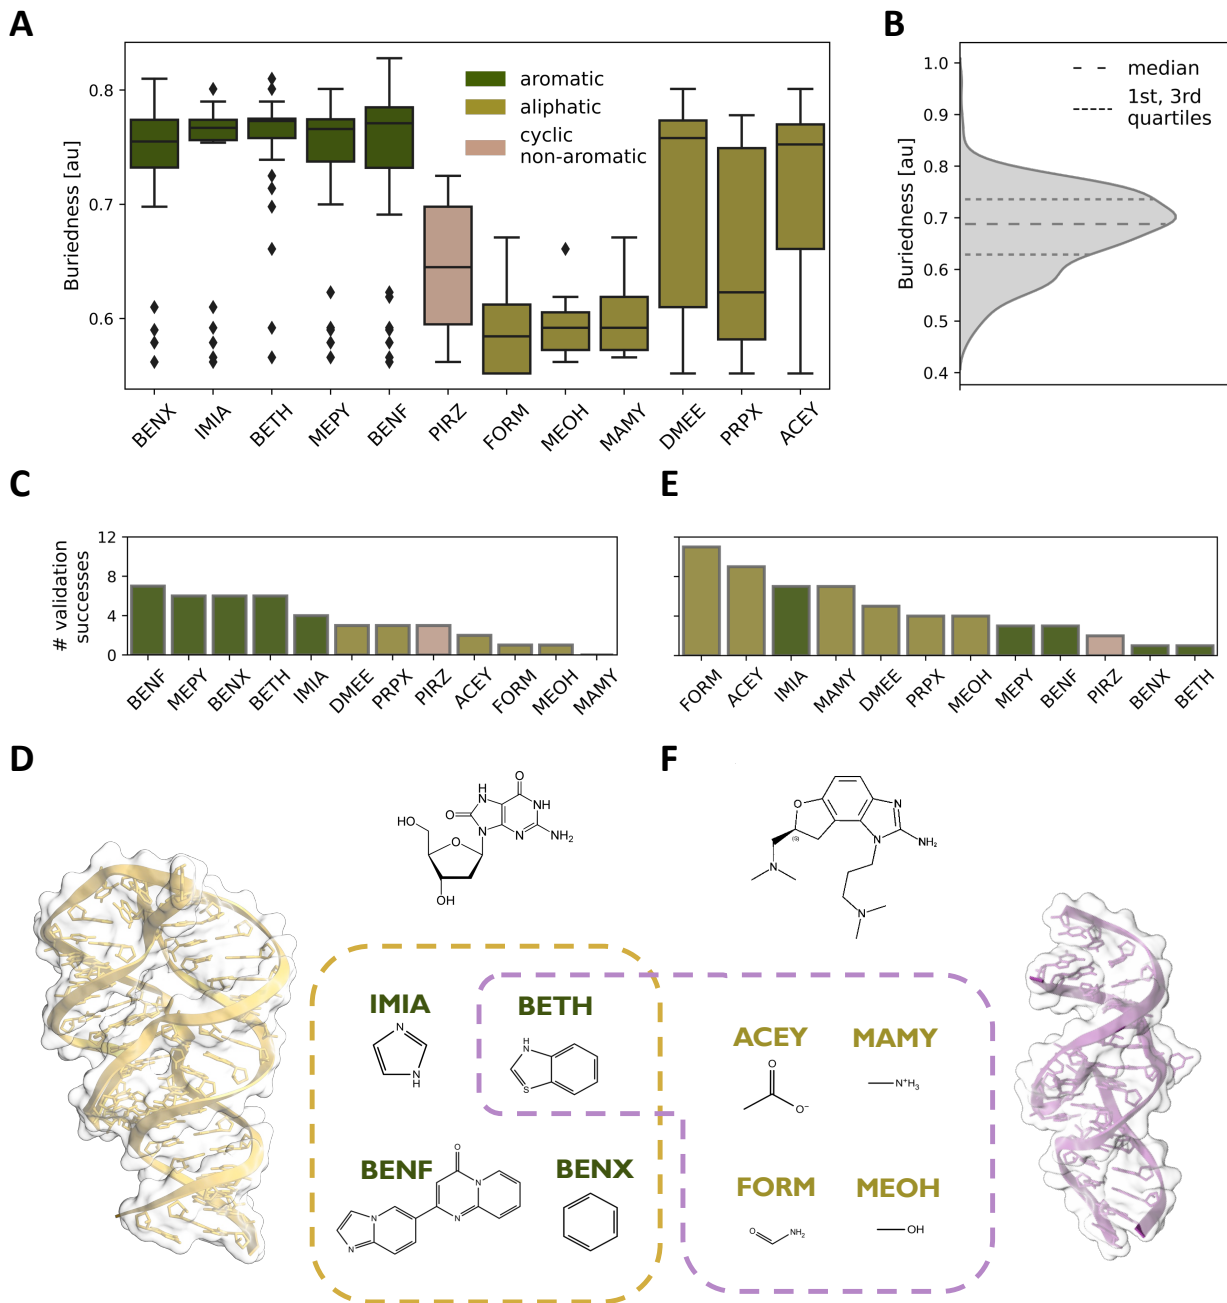 A
B
0.8
0.7
0.6
Buriedness [au]
aromatic
aliphatic
cyclic
non-aromatic
BENX
IMIA
BETH
MEPY
BENF
PIRZ
FORM
MEOH
MAMY
DMEE
PRPX
ACEY
1.0
0.9
0.8
0.7
0.6
0.5
0.4
Buriedness [au]
median
1st, 3rd
quartiles
C
E
12
8
4
0
# validation
successes
BENF
MEPY
BENX
BETH
IMIA
DMEE
PRPX
PIRZ
ACEY
FORM
MEOH
MAMY
FORM
ACEY
IMIA
MAMY
DMEE
PRPX
MEOH
MEPY
BENF
PIRZ
BENX
BETH
D
F
O
H
N
NH
O
N
N
NH₂
HO
O
OH
O
N
NH₂
N
(S)
N
N
IMIA
N
N
H
BETH
H
N
S
ACEY
O
O⁻
MAMY
N⁺H₃
BENF
O
N
N
N
N
BENX
FORM
O
NH₂
MEOH
OH